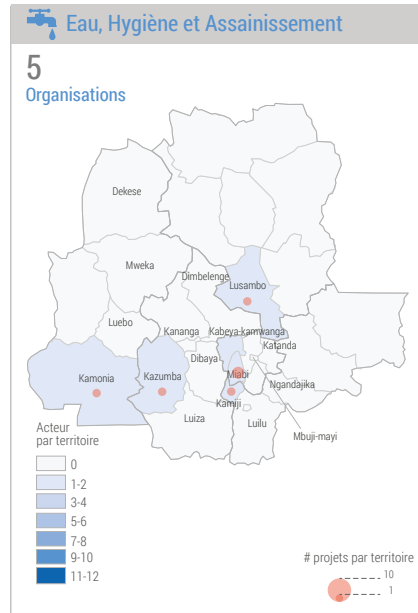 Eau, Hygiène et Assainissement
5
Organisations
Dekese
Mweka
Dimbelenge
Lusambo
Luebo
Kananga
Kabeya-kamwanga
Katanda
Dibaya
Kamonia
Kazumba
Miabi
Ngandajika
Kamiji
Luiza
Luilu
Mbuji-mayi
Acteur
par territoire
0
1-2
3-4
5-6
7-8
9-10
11-12
# projets par territoire
10
1